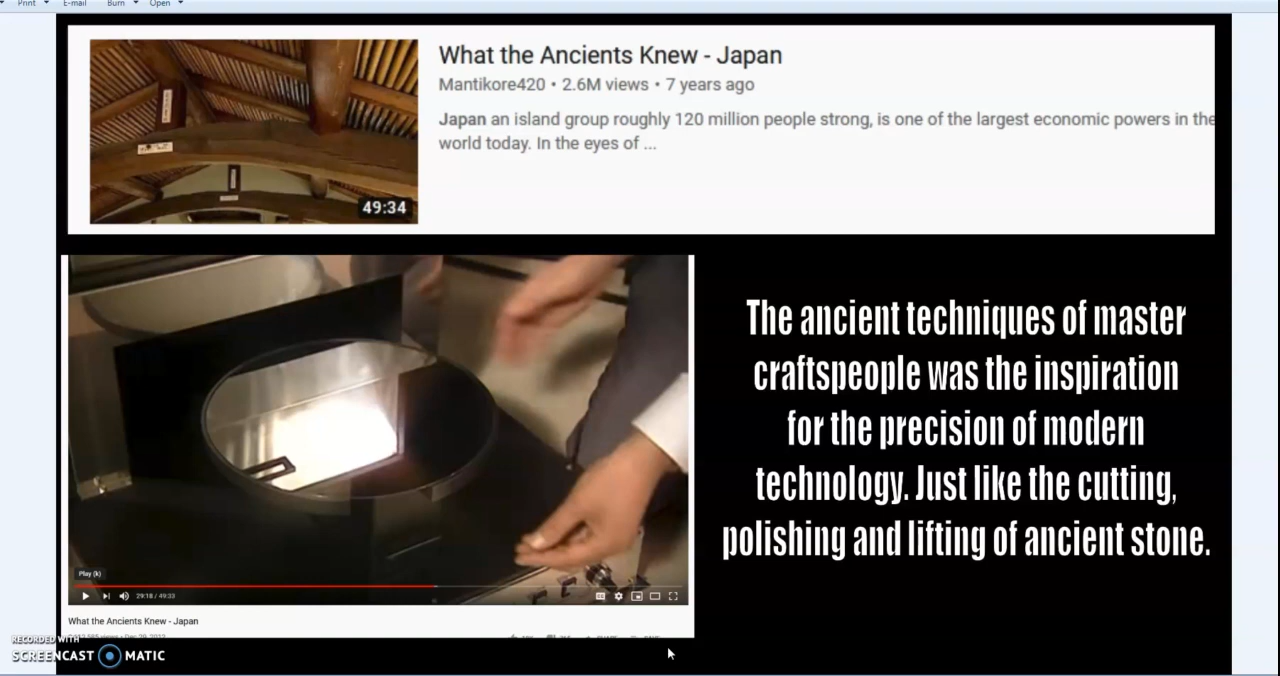 Print E-mail Burn Open
What the Ancients Knew - Japan
Mantikore420 • 2.6M views • 7 years ago
Japan an island group roughly 120 million people strong, is one of the largest economic powers in the
world today. In the eyes of ...
49:34
The ancient techniques of master
craftspeople was the inspiration
for the precision of modern
technology. Just like the cutting,
polishing and lifting of ancient stone.
Play (k)
29:18 / 49:33
What the Ancients Knew - Japan
RECORDED WITH
SCREENCAST MATIC